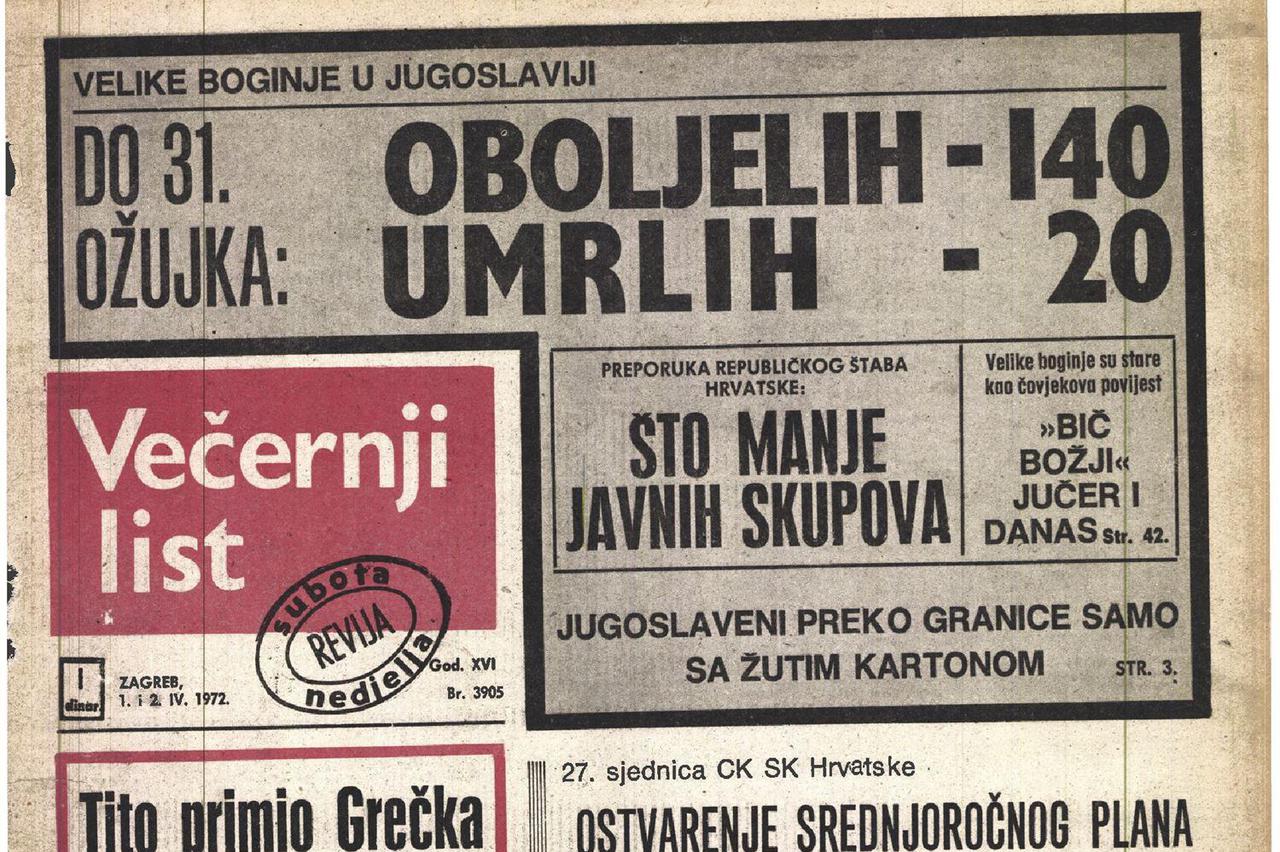 VELIKE BOGINJE U JUGOSLAVIJI
DO 31. OBOLJELIH - 140
OŽUJKA: UMRLIH - 20
PREPORUKA REPUBLIČKOG ŠTABA
HRVATSKE:
ŠTO MANJE
JAVNIH SKUPOVA
Velike boginje su stare
kao čovjekova povijest
»BIČ
BOŽJI«
JUČER I
DANAS Str. 42.
JUGOSLAVENI PREKO GRANICE SAMO
SA ŽUTIM KARTONOM STR. 3.
Večernji
list
subota
REVIJA
nedjelja
1
dinar
ZAGREB,
1. i 2. IV. 1972.
God. XVI
Br. 3905
Tito primio Grečka
27. sjednica CK SK Hrvatske
OSTVARENJE SREDNJOROČNOG PLANA